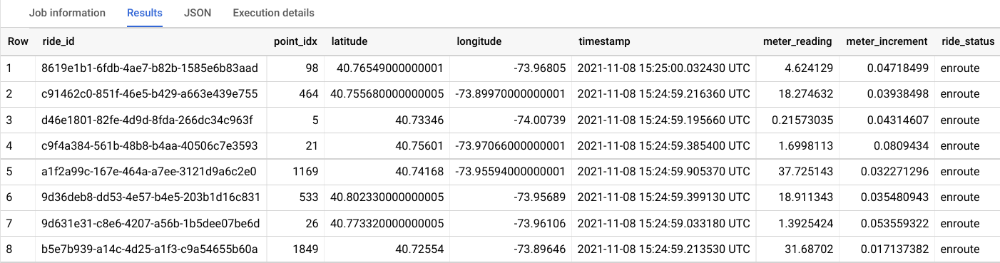 Job information Results JSON Execution details
Row ride_id point_idx latitude longitude timestamp meter_reading meter_increment ride_status
1 8619e1b1-6fdb-4ae7-b82b-1585e6b83aad 98 40.76549000000001 -73.96805 2021-11-08 15:25:00.032430 UTC 4.624129 0.04718499 enroute
2 c91462c0-851f-46e5-b429-a663e439e755 464 40.755680000000005 -73.89970000000001 2021-11-08 15:24:59.216360 UTC 18.274632 0.03938498 enroute
3 d46e1801-82fe-4d9d-8fda-266dc34c963f 5 40.73346 -74.00739 2021-11-08 15:24:59.195660 UTC 0.21573035 0.04314607 enroute
4 c9f4a384-561b-48b8-b4aa-40506c7e3593 21 40.75601 -73.97066000000001 2021-11-08 15:24:59.385400 UTC 1.6998113 0.0809434 enroute
5 a1f2a99c-167e-464a-a7ee-3121d9a6c2e0 1169 40.74168 -73.95594000000001 2021-11-08 15:24:59.905370 UTC 37.725143 0.032271296 enroute
6 9d36deb8-dd53-4e57-b4e5-203b1d16c831 533 40.802330000000005 -73.95689 2021-11-08 15:24:59.399130 UTC 18.911343 0.035480943 enroute
7 9d631e31-c8e6-4207-a56b-1b5dee07be6d 26 40.773320000000005 -73.96106 2021-11-08 15:24:59.033180 UTC 1.3925424 0.053559322 enroute
8 b5e7b939-a14c-4d25-a1f3-c9a54655b60a 1849 40.72554 -73.89646 2021-11-08 15:24:59.213530 UTC 31.68702 0.017137382 enroute